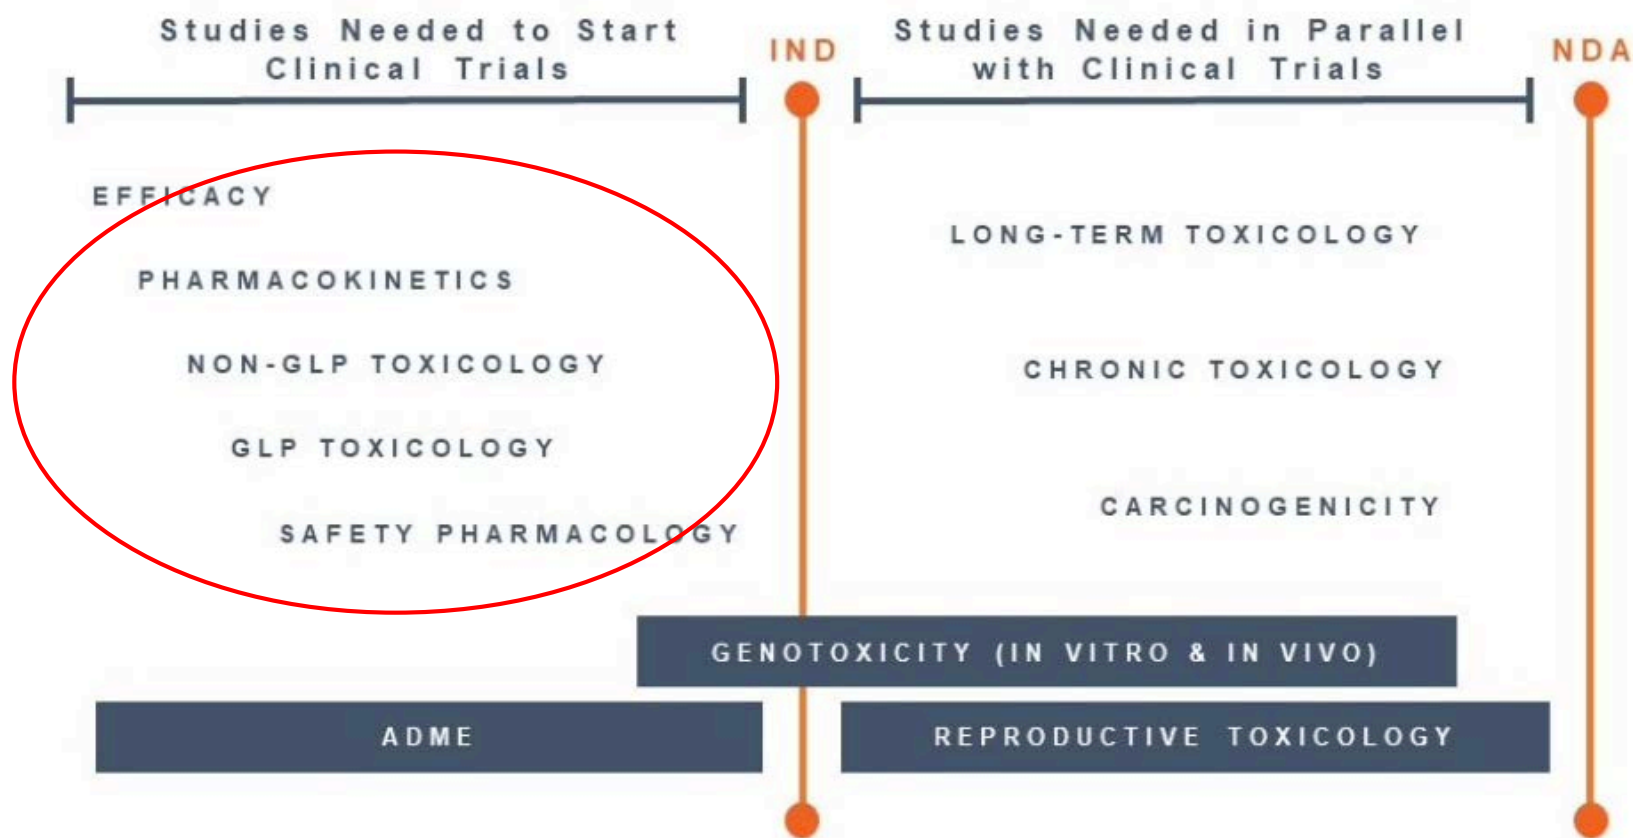 Studies Needed to Start
Clinical Trials
IND
Studies Needed in Parallel
with Clinical Trials
NDA
EFFICACY
PHARMACOKINETICS
NON-GLP TOXICOLOGY
GLP TOXICOLOGY
SAFETY PHARMACOLOGY
LONG-TERM TOXICOLOGY
CHRONIC TOXICOLOGY
CARCINOGENICITY
GENOTOXICITY (IN VITRO & IN VIVO)
ADME
REPRODUCTIVE TOXICOLOGY